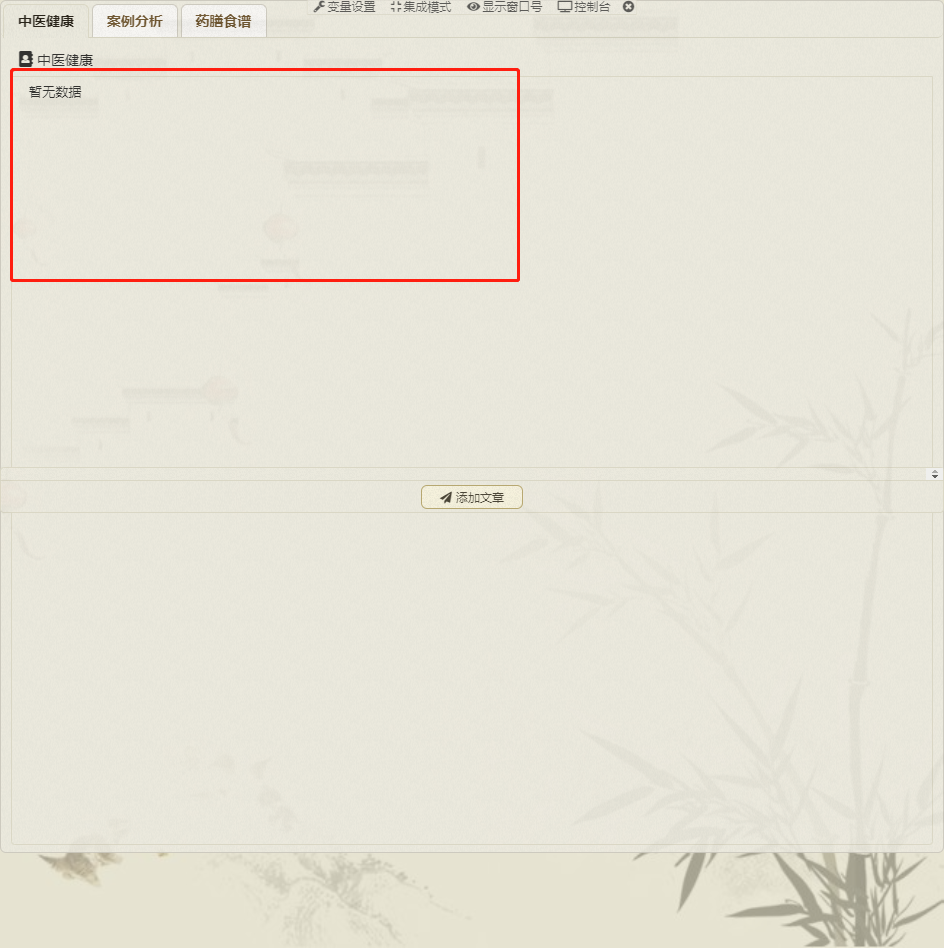 变量设置 集成模式 显示窗口号 控制台
中医健康 案例分析 药膳食谱
中医健康
暂无数据
添加文章